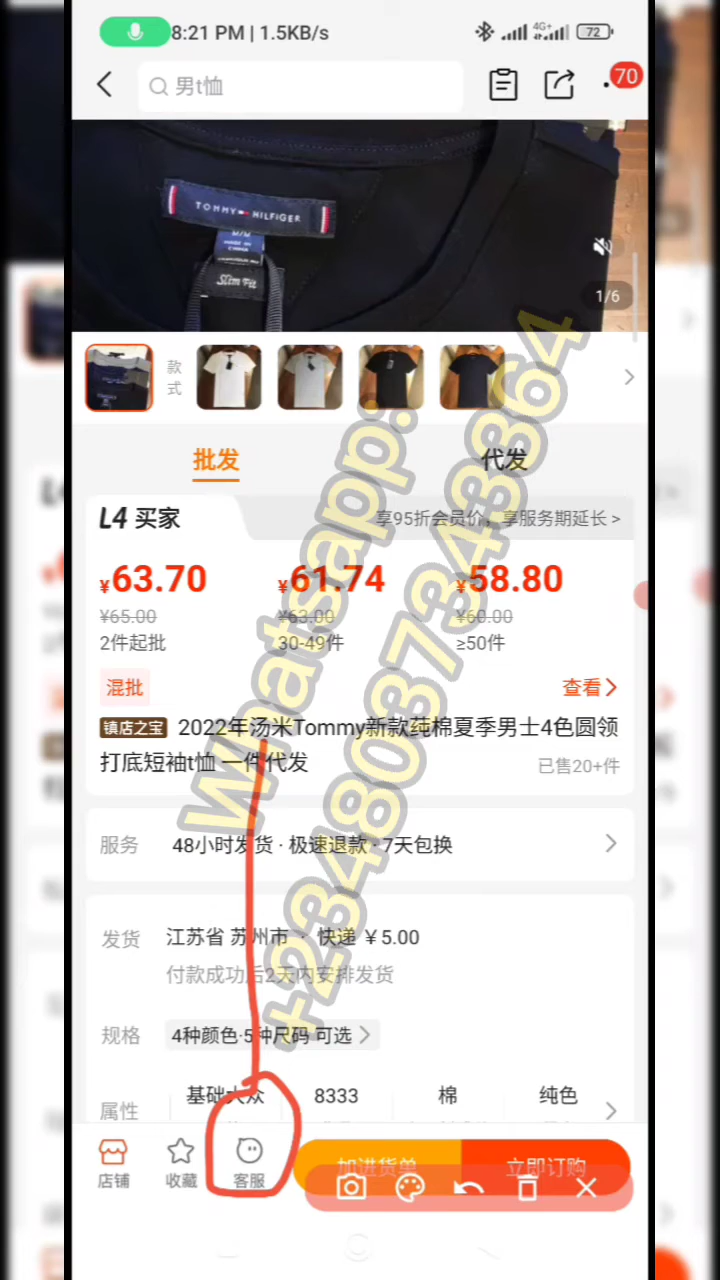 8:21 PM | 1.5KB/s
4G+
72
男t恤
70
TOMMY HILFIGER
MADE IN
CHINA
Slim Fit
1/6
款式
批发
代发
L4 买家
享95折会员价，享服务期延长 >
¥63.70 ¥61.74 ¥58.80
¥65.00 ¥63.00 ¥60.00
2件起批 30-49件 ≥50件
混批
查看
镇店之宝 2022年汤米Tommy新款纯棉夏季男士4色圆领
打底短袖t恤 一件代发
已售20+件
服务 48小时发货 · 极速退款 · 7天包换
发货 江苏省 苏州市 · 快递 ¥5.00
付款成功后2天内安排发货
规格 4种颜色·5种尺码 可选
属性 基础大众 8333 棉 纯色
店铺 收藏 客服 加进货单 立即订购
Whatsapp:
+2348037343864